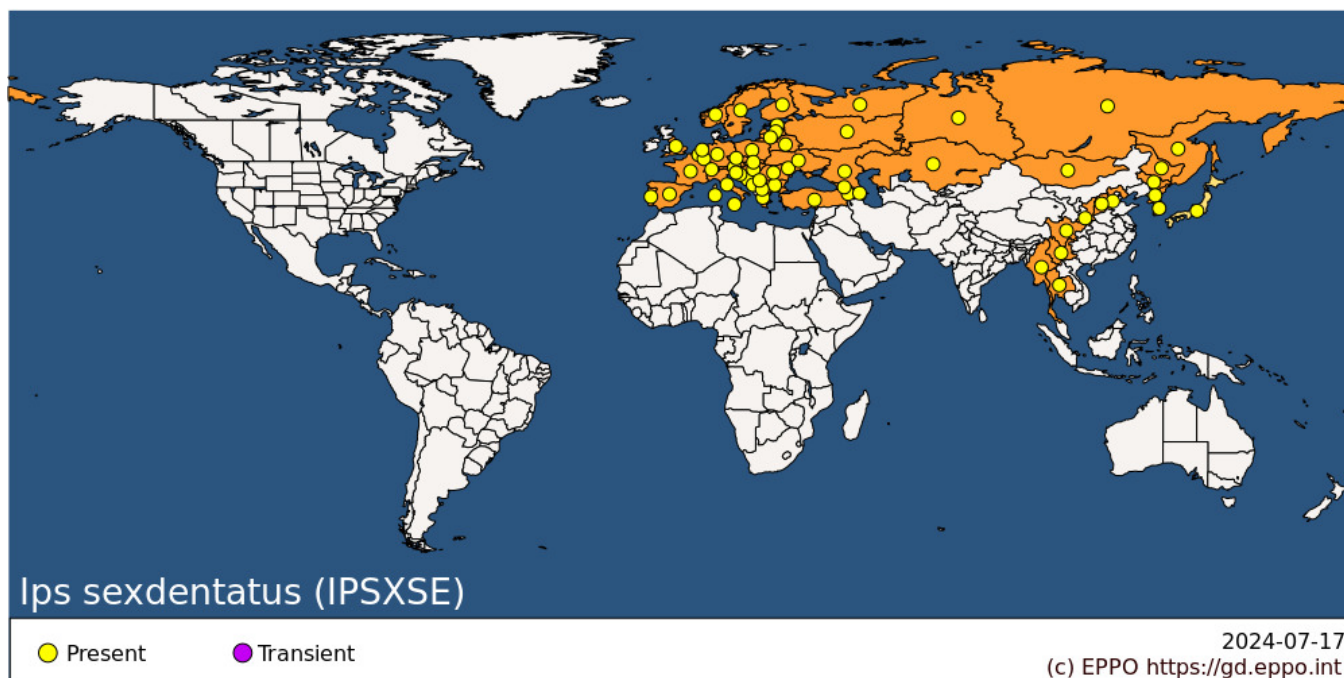 Ips sexdentatus (IPSXSE)
Present
Transient
2024-07-17
(c) EPPO https://gd.eppo.int